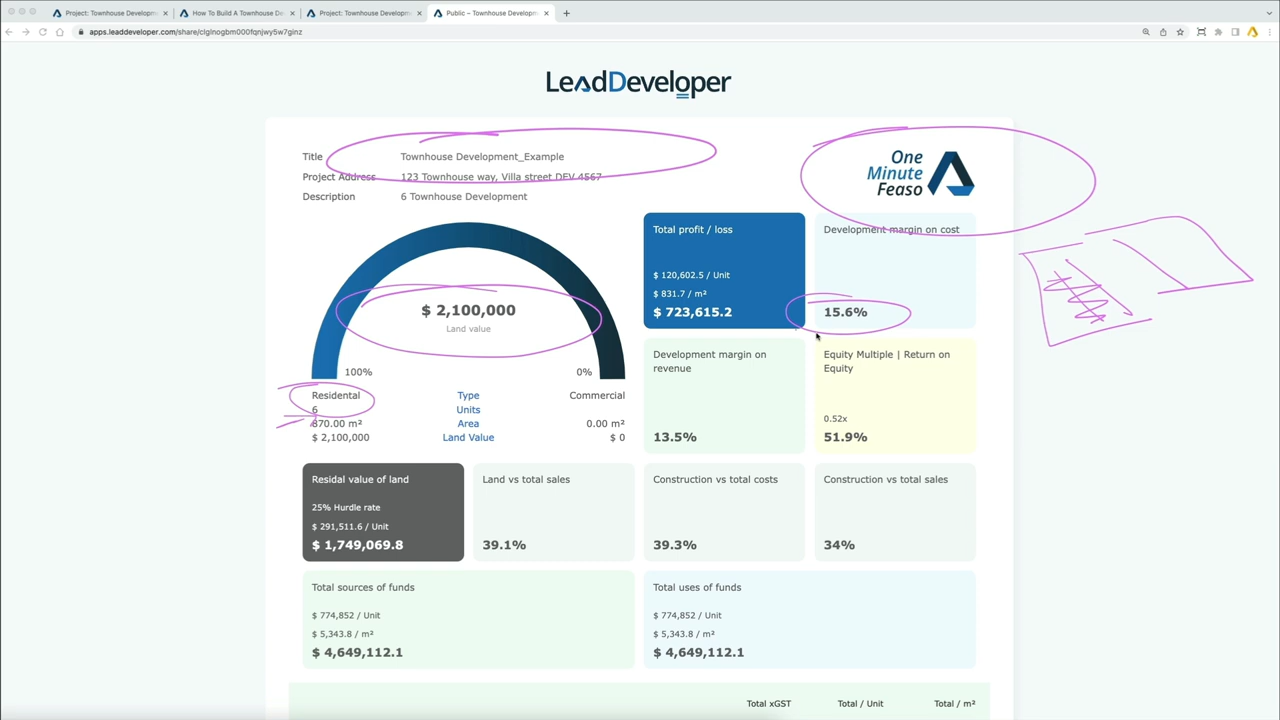 Project: Townhouse Developm
How To Build A Townhouse D
Project: Townhouse Developm
Public – Townhouse Developm
apps.leaddeveloper.com/share/clglnogbm000fqnjwy5w7ginz
LeadDeveloper
Title Townhouse Development_Example
Project Address 123 Townhouse way, Villa street DEV 4567
Description 6 Townhouse Development
One
Minute
Feaso
$ 2,100,000
Land value
100% 0%
Residental Type Commercial
6 Units
870.00 m² Area 0.00 m²
$ 2,100,000 Land Value $ 0
Total profit / loss
$ 120,602.5 / Unit
$ 831.7 / m²
$ 723,615.2
Development margin on cost
15.6%
Development margin on
revenue
13.5%
Equity Multiple | Return on
Equity
0.52x
51.9%
Residal value of land
25% Hurdle rate
$ 291,511.6 / Unit
$ 1,749,069.8
Land vs total sales
39.1%
Construction vs total costs
39.3%
Construction vs total sales
34%
Total sources of funds
$ 774,852 / Unit
$ 5,343.8 / m²
$ 4,649,112.1
Total uses of funds
$ 774,852 / Unit
$ 5,343.8 / m²
$ 4,649,112.1
Total xGST Total / Unit Total / m²